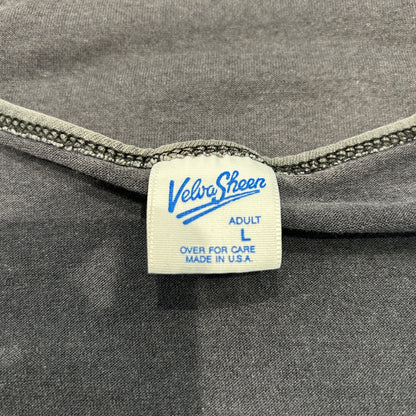 Velva Sheen
ADULT
L
OVER FOR CARE
MADE IN U.S.A.